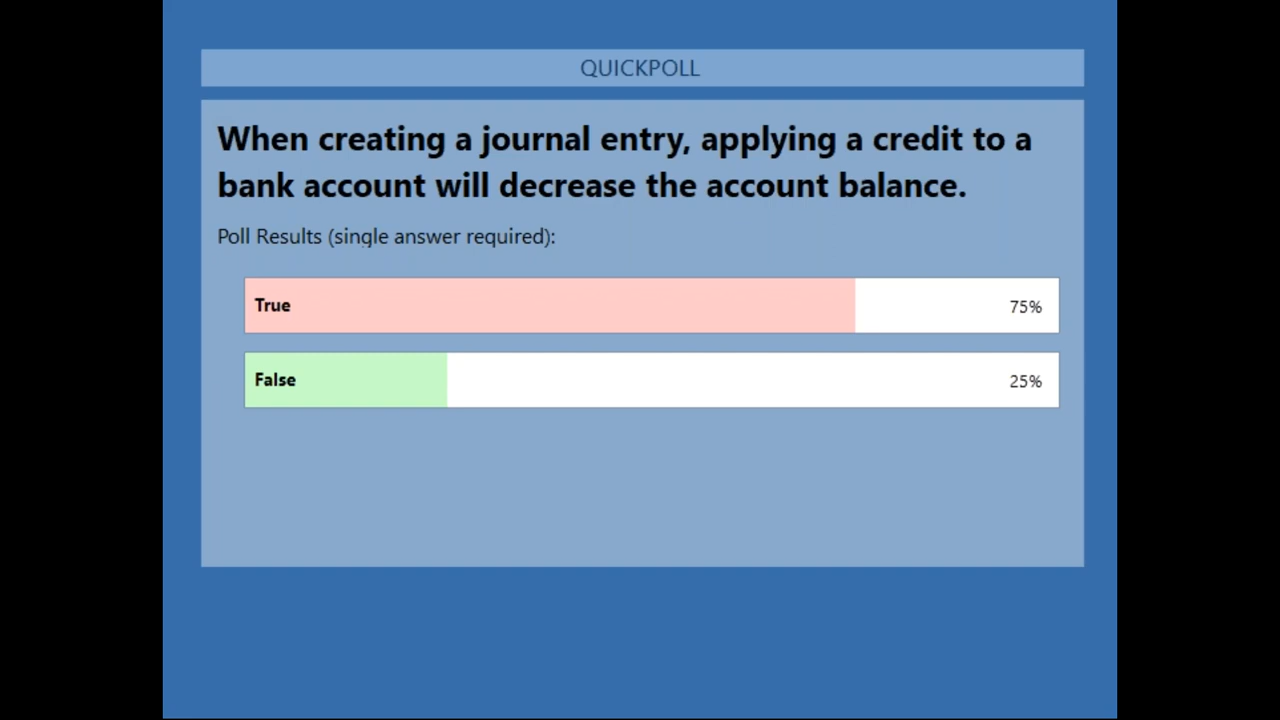 QUICKPOLL
When creating a journal entry, applying a credit to a
bank account will decrease the account balance.
Poll Results (single answer required):
True 75%
False 25%